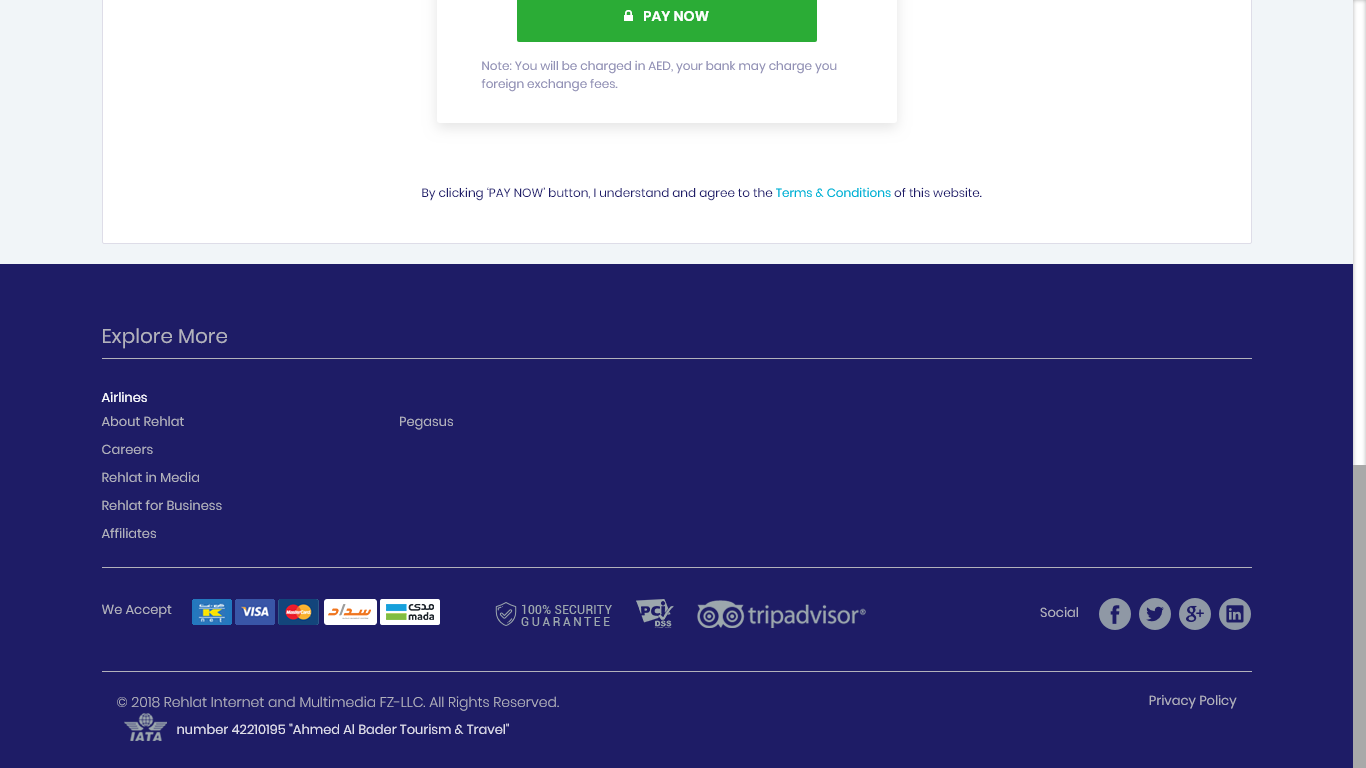 PAY NOW
Note: You will be charged in AED, your bank may charge you
foreign exchange fees.
By clicking 'PAY NOW' button, I understand and agree to the Terms & Conditions of this website.
Explore More
Airlines
About Rehlat
Pegasus
Careers
Rehlat in Media
Rehlat for Business
Affiliates
We Accept
VISA
MasterCard
سداد
مدى
mada
100% SECURITY
GUARANTEE
PCI
DSS
tripadvisor®
Social
© 2018 Rehlat Internet and Multimedia FZ-LLC. All Rights Reserved.
Privacy Policy
IATA
number 42210195 "Ahmed Al Bader Tourism & Travel"